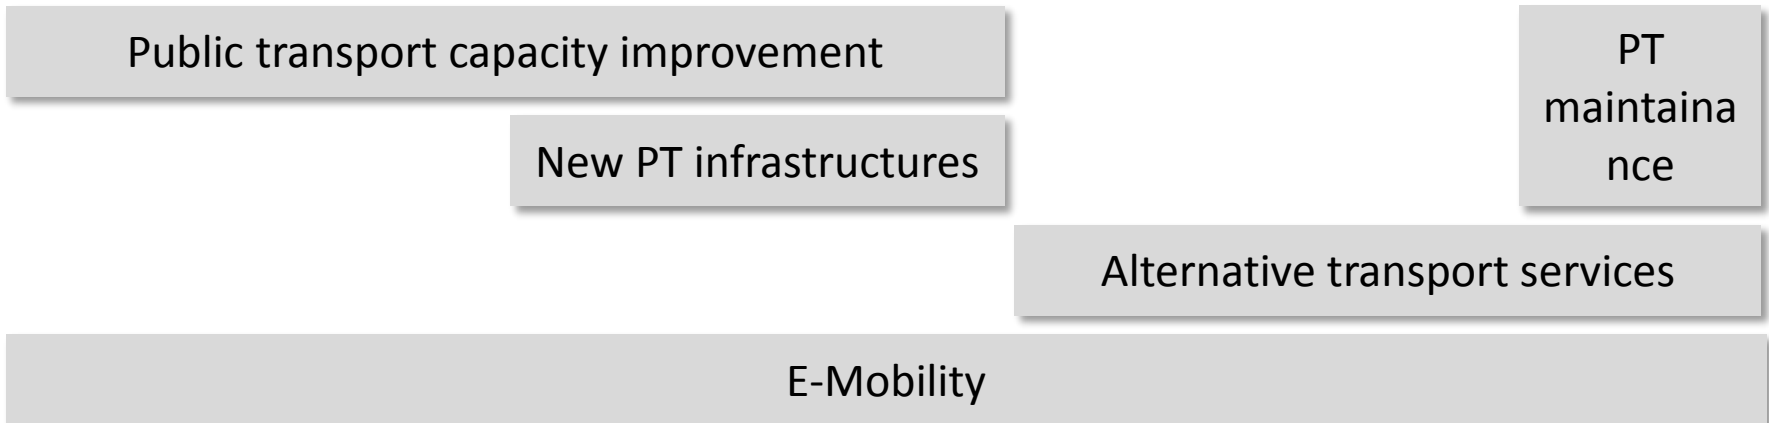 Public transport capacity improvement
PT
maintaina
nce
New PT infrastructures
Alternative transport services
E-Mobility